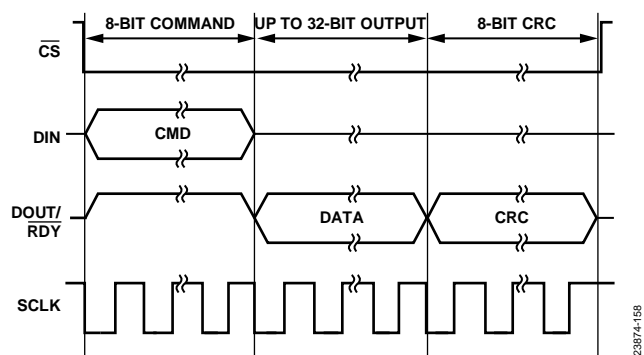 8-BIT COMMAND UP TO 32-BIT OUTPUT 8-BIT CRC
CS
DIN
CMD
DOUT/
RDY
DATA
CRC
SCLK
23874-158